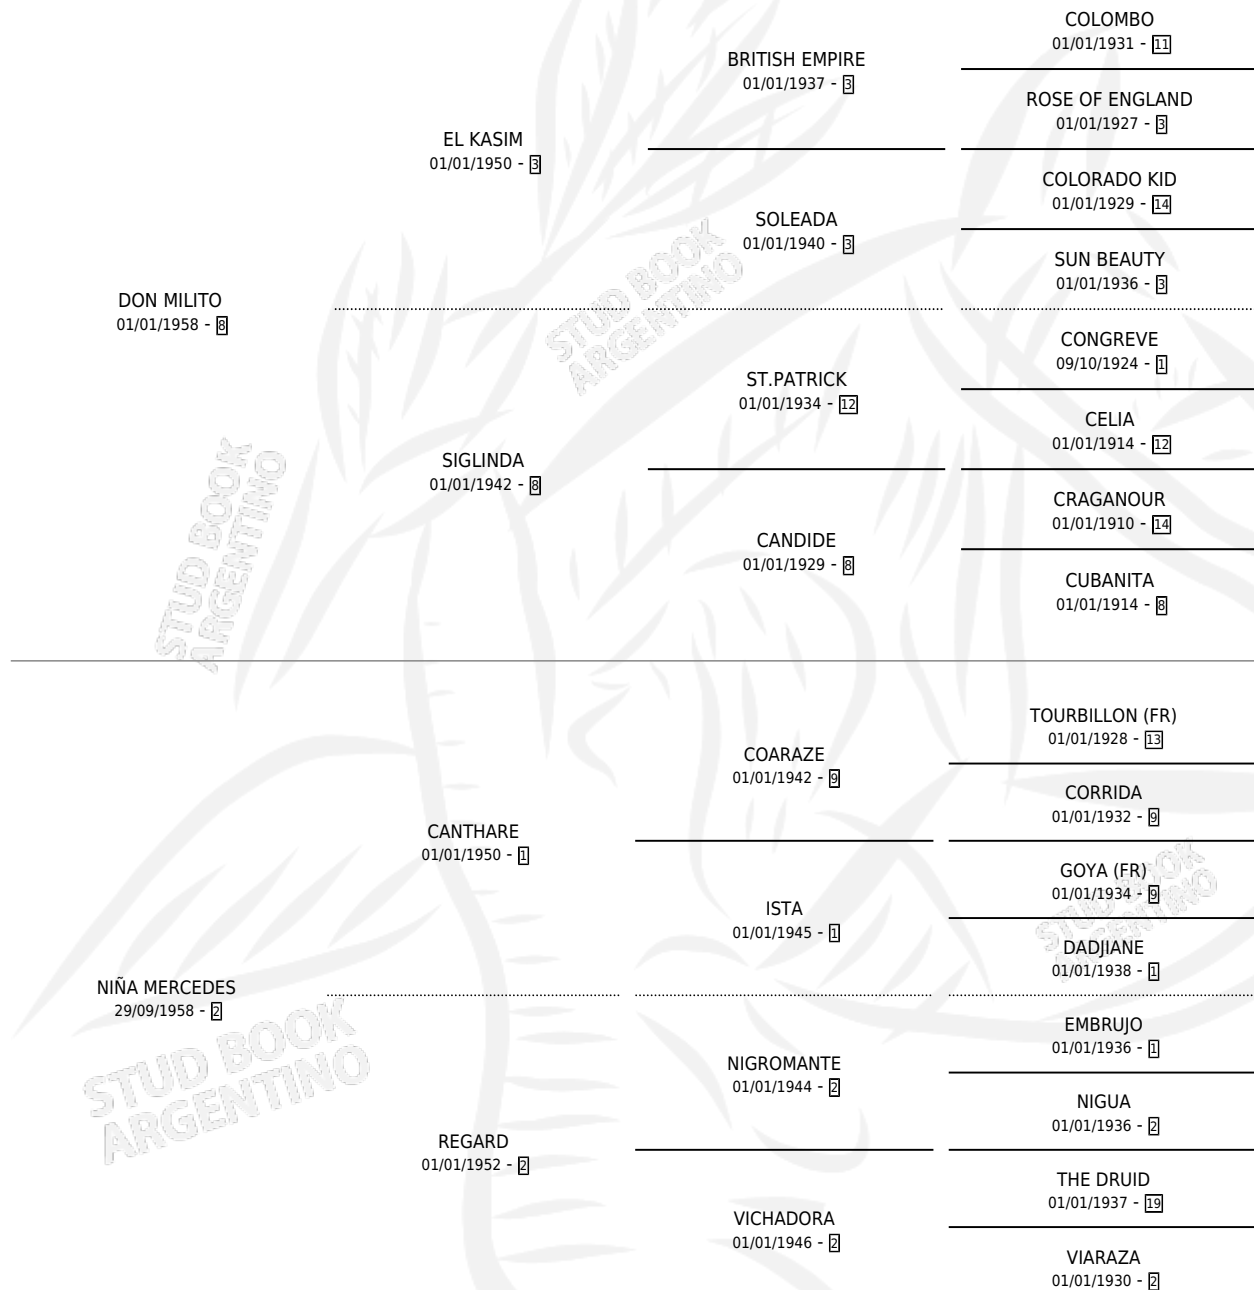 COLOMBO
01/01/1931 - 11
BRITISH EMPIRE
01/01/1937 - 3
ROSE OF ENGLAND
01/01/1927 - 3
EL KASIM
01/01/1950 - 3
COLORADO KID
01/01/1929 - 14
SOLEADA
01/01/1940 - 3
SUN BEAUTY
01/01/1936 - 3
DON MILITO
01/01/1958 - 8
CONGREVE
09/10/1924 - 1
ST.PATRICK
01/01/1934 - 12
CELIA
01/01/1914 - 12
SIGLINDA
01/01/1942 - 8
CRAGANOUR
01/01/1910 - 14
CANDIDE
01/01/1929 - 8
CUBANITA
01/01/1914 - 8
TOURBILLON (FR)
01/01/1928 - 13
COARAZE
01/01/1942 - 9
CORRIDA
01/01/1932 - 9
CANTHARE
01/01/1950 - 1
GOYA (FR)
01/01/1934 - 9
ISTA
01/01/1945 - 1
DADJIANE
01/01/1938 - 1
NIÑA MERCEDES
29/09/1958 - 2
EMBRUJO
01/01/1936 - 1
NIGROMANTE
01/01/1944 - 2
NIGUA
01/01/1936 - 2
REGARD
01/01/1952 - 2
THE DRUID
01/01/1937 - 19
VICHADORA
01/01/1946 - 2
VIARAZA
01/01/1930 - 2
STUD BOOK
ARGENTINO
STUD BOOK
ARGENTINO
STUD BOOK
ARGENTINO
STUD BOOK
ARGENTINO